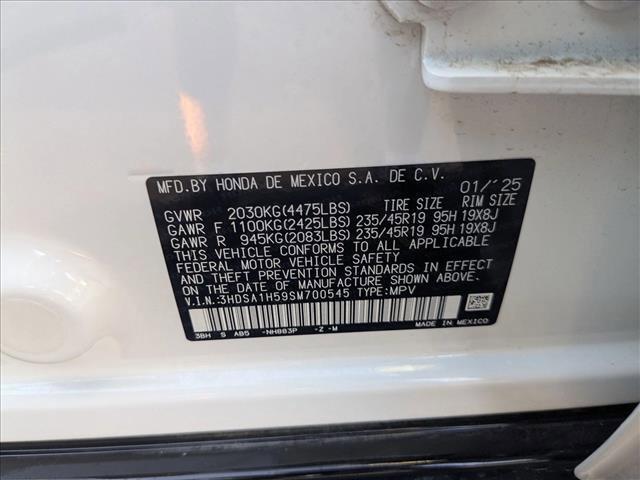 MFD.BY HONDA DE MEXICO S.A. DE C.V. 01/'25
GVWR 2030KG(4475LBS) TIRE SIZE RIM SIZE
GAWR F 1100KG(2425LBS) 235/45R19 95H 19X8J
GAWR R 945KG(2083LBS) 235/45R19 95H 19X8J
THIS VEHICLE CONFORMS TO ALL APPLICABLE
FEDERAL MOTOR VEHICLE SAFETY AND
THEFT PREVENTION STANDARDS IN EFFECT
ON THE DATE OF MANUFACTURE SHOWN ABOVE.
V.I.N.:3HDSA1H59SM700545 TYPE:MPV
3BH S AB5 -NH883P -Z -M MADE IN MEXICO